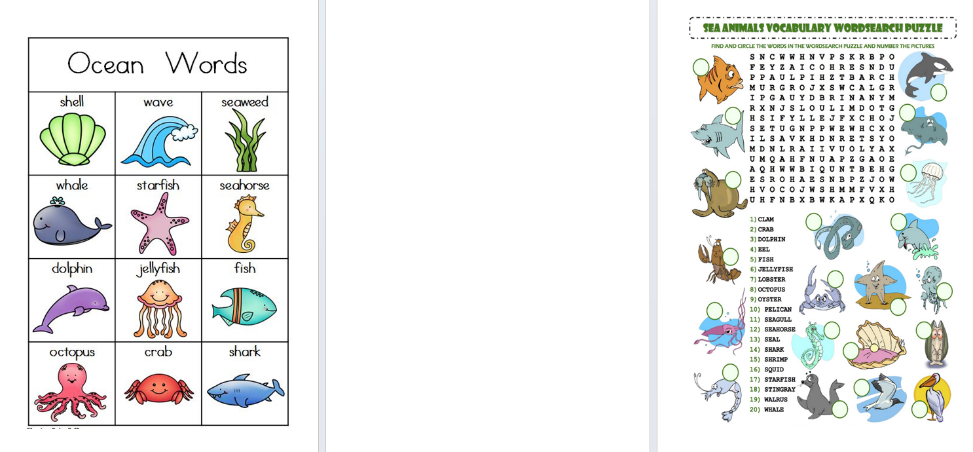 Ocean Words
shell wave seaweed
whale starfish seahorse
dolphin jellyfish fish
octopus crab shark
SEA ANIMALS VOCABULARY WORDSEARCH PUZZLE
FIND AND CIRCLE THE WORDS IN THE WORDSEARCH PUZZLE AND NUMBER THE PICTURES
S N C W W H N V P S K R B P O
F E Y Z A I C O H R E S N D U
P P A U L P I H Z T B A R C H
M U R G R O J X S W C A L G R
I P G A U Y D B R I N A N Y M
R X N J S L O U L I M D O T G
H S I F Y L L E J F X C H O J
S E T U G N P P W E W H C X O
I L S A V K H D N R E T S Y O
D D N L R A I I V U O L Y A X
U M Q A H F N U A P Z G A O E
A Q H W W B I Q U N T B E H G
E S R O H A E S N B P Z J O W
H V O C O J W S H M M F V X H
U H F N B X B W K A P X Q K O
1) CLAM
2) CRAB
3) DOLPHIN
4) EEL
5) FISH
6) JELLYFISH
7) LOBSTER
8) OCTOPUS
9) OYSTER
10) PELICAN
11) SEAGULL
12) SEAHORSE
13) SEAL
14) SHARK
15) SHRIMP
16) SQUID
17) STARFISH
18) STINGRAY
19) WALRUS
20) WHALE